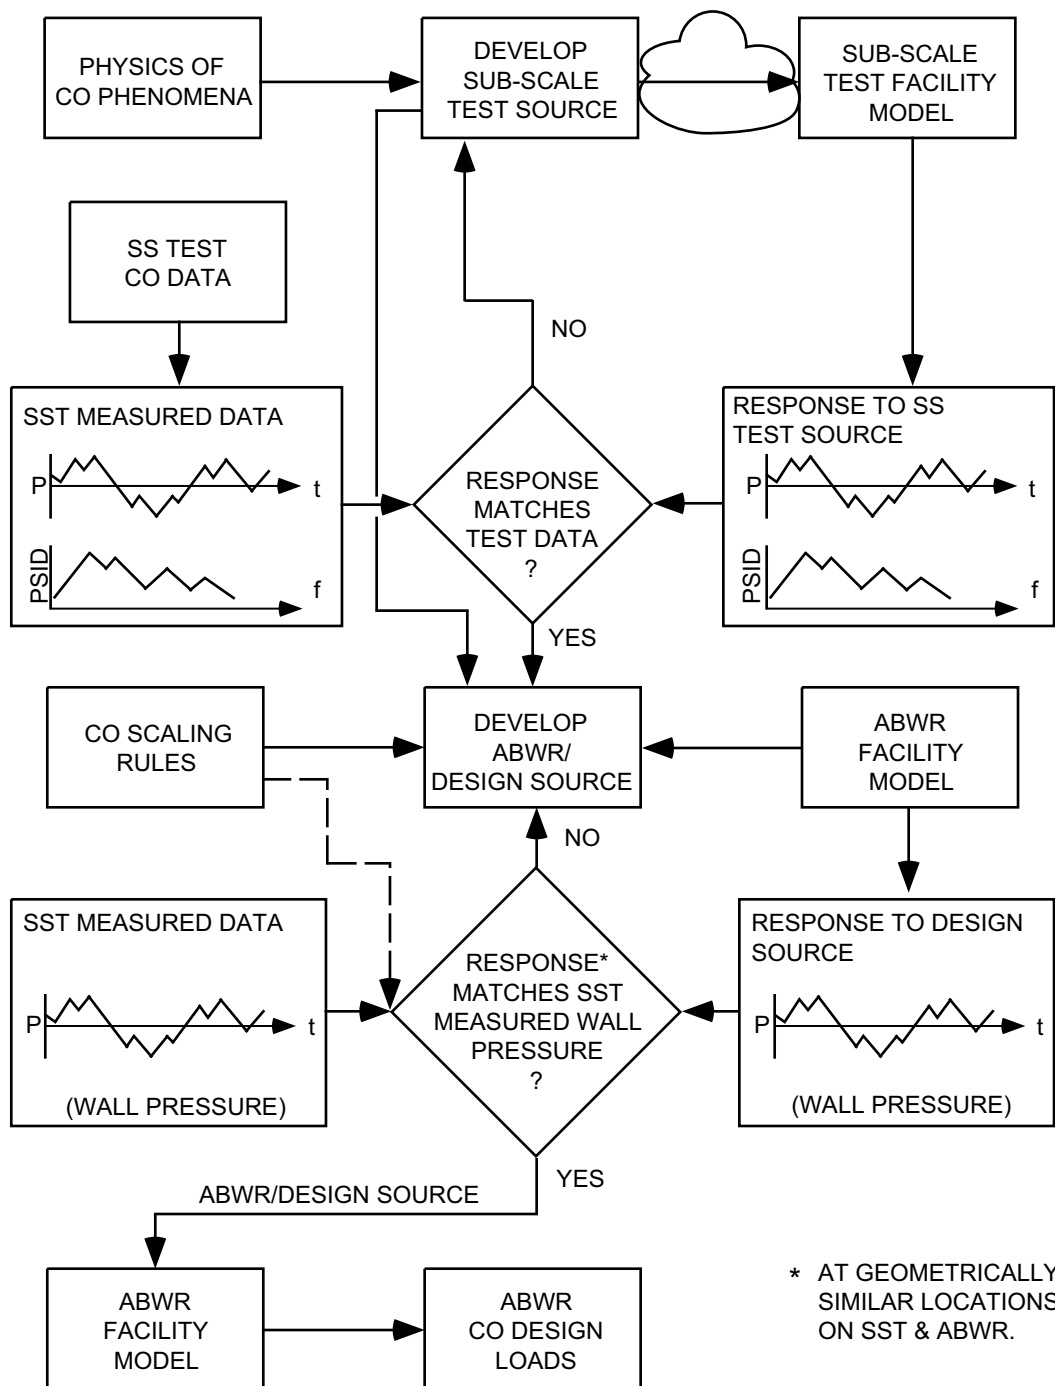 PHYSICS OF
CO PHENOMENA
DEVELOP
SUB-SCALE
TEST SOURCE
SUB-SCALE
TEST FACILITY
MODEL
SS TEST
CO DATA
NO
SST MEASURED DATA
P
t
PSID
f
RESPONSE
MATCHES
TEST DATA
?
RESPONSE TO SS
TEST SOURCE
P
t
PSID
f
YES
CO SCALING
RULES
DEVELOP
ABWR/
DESIGN SOURCE
ABWR
FACILITY
MODEL
NO
SST MEASURED DATA
P
t
(WALL PRESSURE)
RESPONSE*
MATCHES SST
MEASURED WALL
PRESSURE
?
RESPONSE TO DESIGN
SOURCE
P
t
(WALL PRESSURE)
YES
ABWR/DESIGN SOURCE
ABWR
FACILITY
MODEL
ABWR
CO DESIGN
LOADS
* AT GEOMETRICALLY
SIMILAR LOCATIONS
ON SST & ABWR.